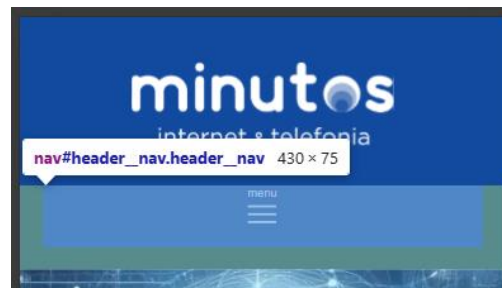 minutos
internet & telefonia
nav#header__nav.header__nav 430 × 75
menu